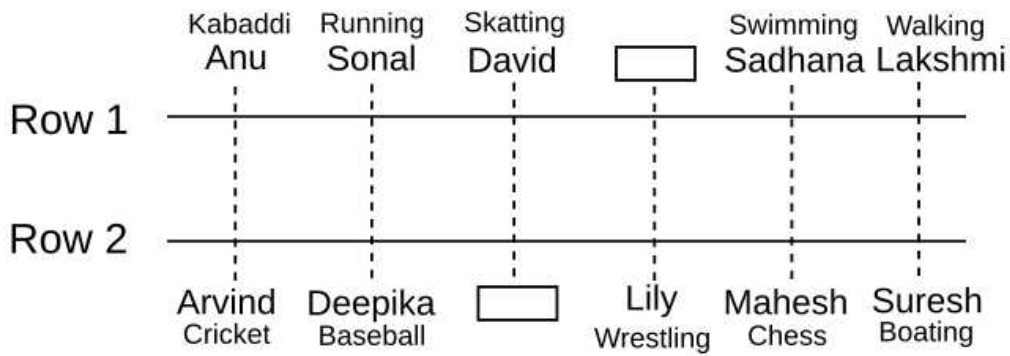 Kabaddi Running Skatting Swimming Walking
Anu Sonal David Sadhana Lakshmi
Row 1
Row 2
Arvind Deepika Lily Mahesh Suresh
Cricket Baseball Wrestling Chess Boating